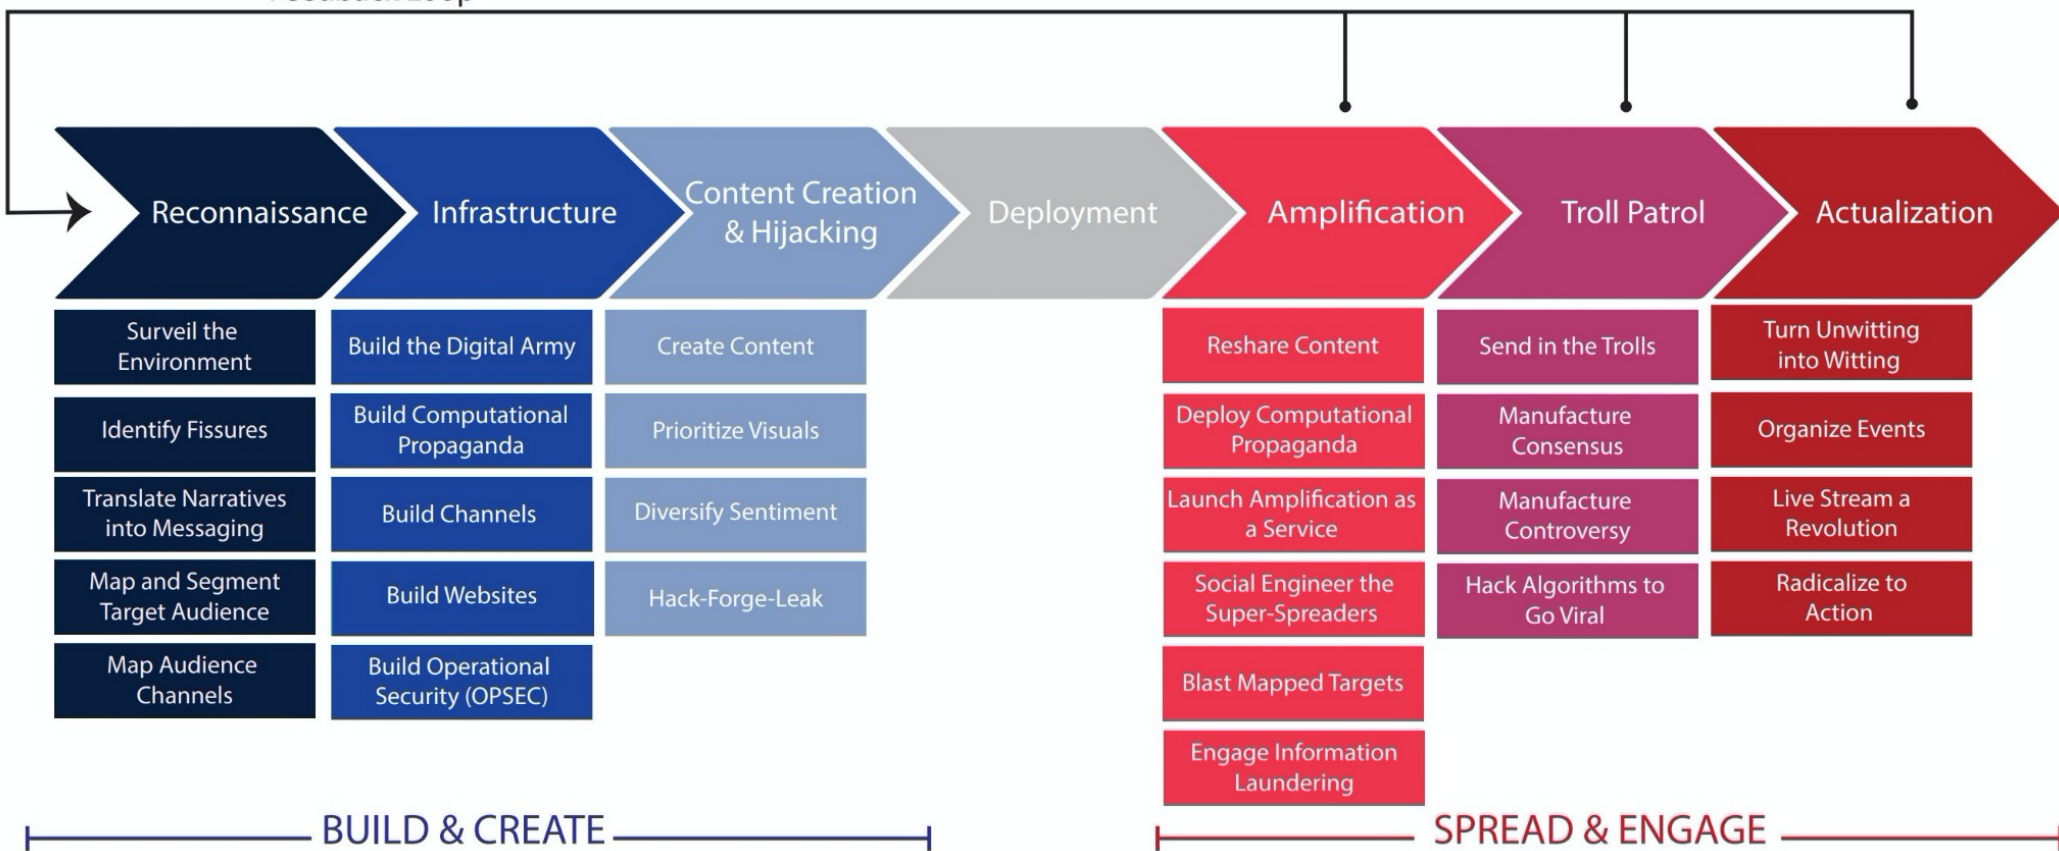 Feedback Loop
Reconnaissance
Infrastructure
Content Creation
& Hijacking
Deployment
Amplification
Troll Patrol
Actualization
Surveil the
Environment
Identify Fissures
Translate Narratives
into Messaging
Map and Segment
Target Audience
Map Audience
Channels
Build the Digital Army
Build Computational
Propaganda
Build Channels
Build Websites
Build Operational
Security (OPSEC)
Create Content
Prioritize Visuals
Diversify Sentiment
Hack-Forge-Leak
Reshare Content
Deploy Computational
Propaganda
Launch Amplification as
a Service
Social Engineer the
Super-Spreaders
Blast Mapped Targets
Engage Information
Laundering
Send in the Trolls
Manufacture
Consensus
Manufacture
Controversy
Hack Algorithms to
Go Viral
Turn Unwitting
into Witting
Organize Events
Live Stream a
Revolution
Radicalize to
Action
BUILD & CREATE
SPREAD & ENGAGE